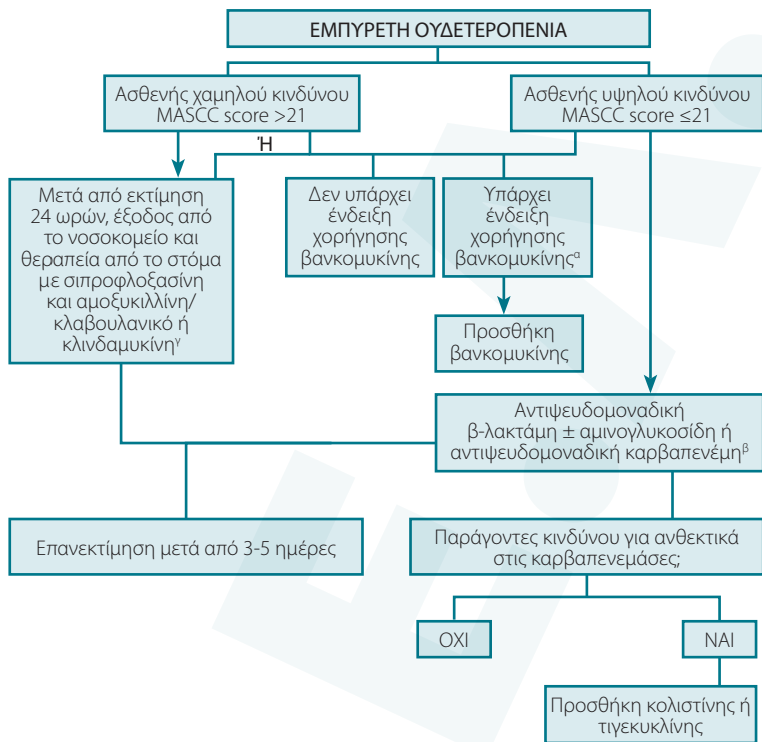 ΕΜΠΥΡΕΤΗ ΟΥΔΕΤΕΡΟΠΕΝΙΑ
Ασθενής χαμηλού κινδύνου
MASCC score >21
Ασθενής υψηλού κινδύνου
MASCC score ≤21
Ή
Μετά από εκτίμηση
24 ωρών, έξοδος από
το νοσοκομείο και
θεραπεία από το στόμα
με σιπροφλοξασίνη
και αμοξυκιλλίνη/
κλαβουλανικό ή
κλινδαμυκίνηᵞ
Δεν υπάρχει
ένδειξη
χορήγησης
βανκομυκίνης
Υπάρχει
ένδειξη
χορήγησης
βανκομυκίνηςᵅ
Προσθήκη
βανκομυκίνης
Αντιψευδομοναδική
β-λακτάμη ± αμινογλυκοσίδη ή
αντιψευδομοναδική καρβαπενέμηᵝ
Επανεκτίμηση μετά από 3-5 ημέρες
Παράγοντες κινδύνου για ανθεκτικά
στις καρβαπενεμάσες;
ΟΧΙ
ΝΑΙ
Προσθήκη κολιστίνης ή
τιγεκυκλίνης